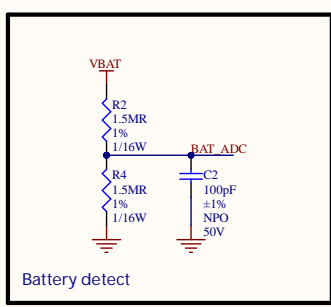 VBAT
R2
1.5MR
1%
1/16W
BAT_ADC
R4
1.5MR
1%
1/16W
C2
100pF
±1%
NPO
50V
Battery detect